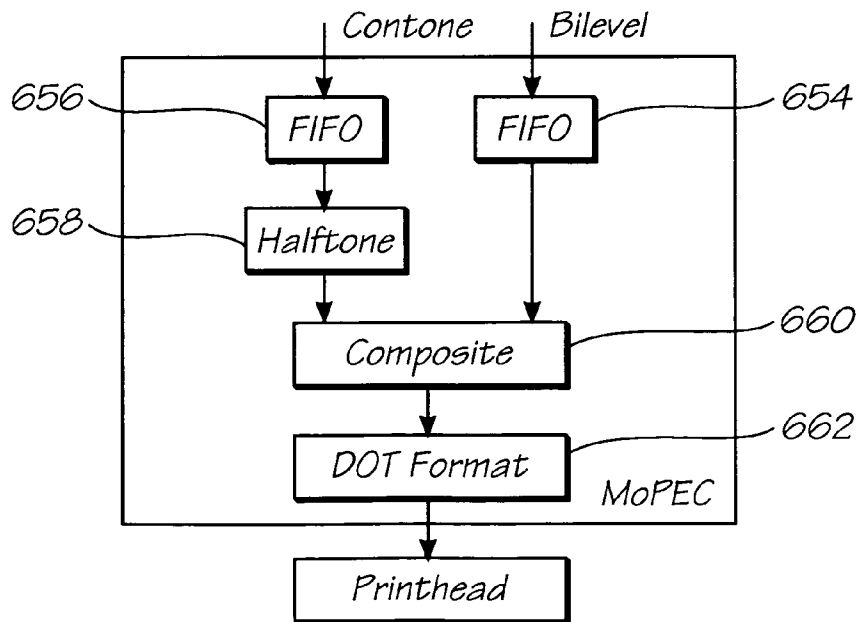 Contone
Bilevel
656
FIFO
FIFO
654
658
Halftone
Composite
660
DOT Format
662
MoPEC
Printhead